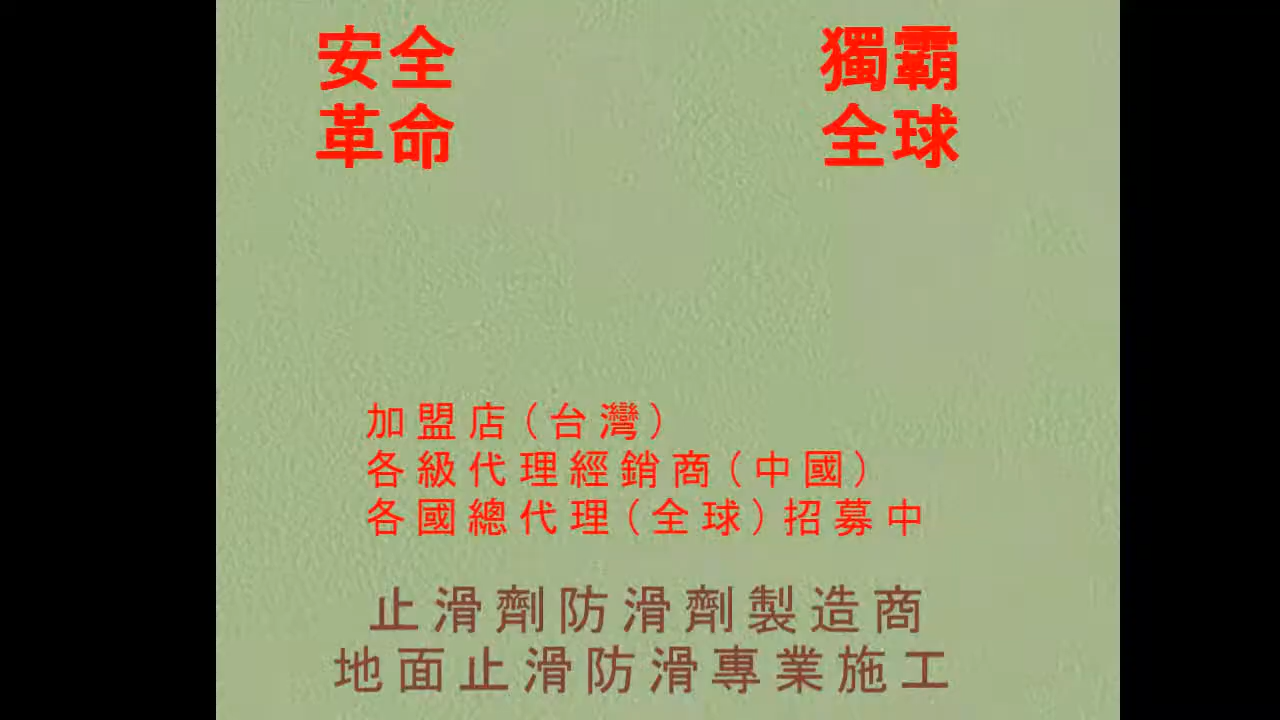 安全
革命
獨霸
全球
加盟店(台灣)
各級代理經銷商(中國)
各國總代理(全球)招募中
止滑劑防滑劑製造商
地面止滑防滑專業施工